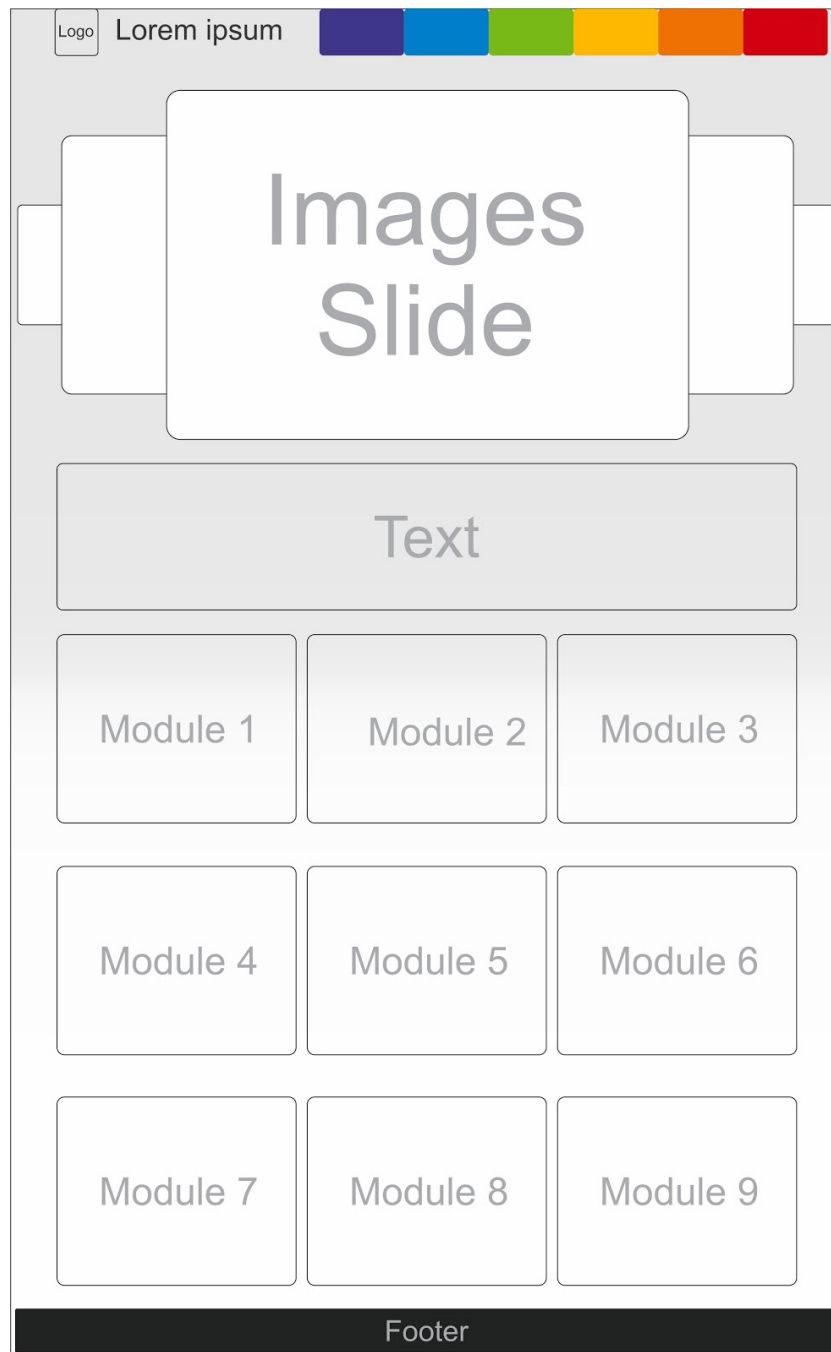 Logo
Lorem ipsum
Images
Slide
Text
Module 1
Module 2
Module 3
Module 4
Module 5
Module 6
Module 7
Module 8
Module 9
Footer